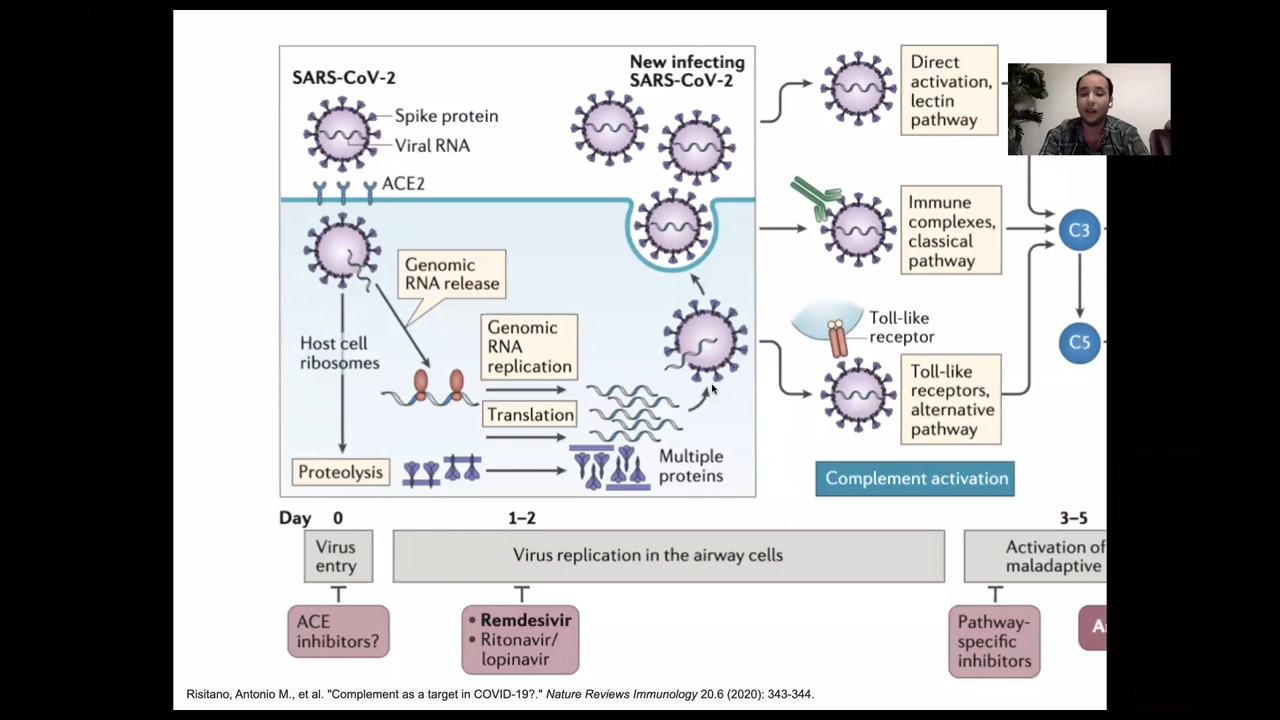 SARS-CoV-2
Spike protein
Viral RNA
ACE2
New infecting
SARS-CoV-2
Genomic
RNA release
Host cell
ribosomes
Genomic
RNA
replication
Translation
Proteolysis
Multiple
proteins
Direct
activation,
lectin
pathway
Immune
complexes,
classical
pathway
Toll-like
receptor
Toll-like
receptors,
alternative
pathway
C3
C5
Complement activation
Day 0 1–2 3–5
Virus
entry
Virus replication in the airway cells
Activation of
maladaptive
ACE
inhibitors?
• Remdesivir
• Ritonavir/
lopinavir
Pathway-
specific
inhibitors
Risitano, Antonio M., et al. "Complement as a target in COVID-19?." Nature Reviews Immunology 20.6 (2020): 343-344.